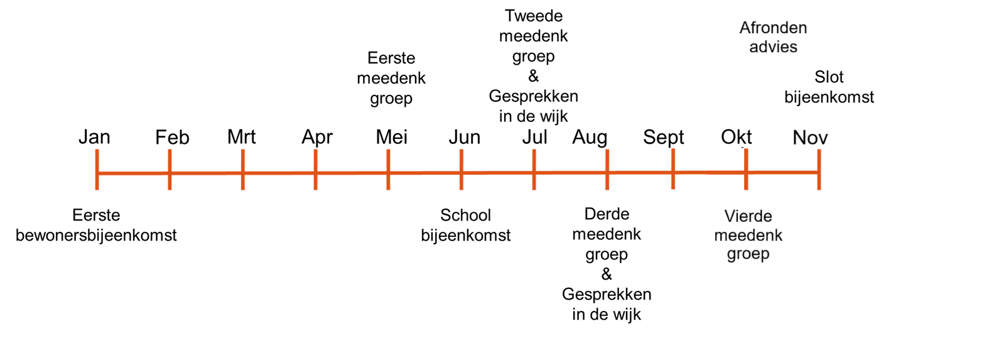 Tweede
meedenk
groep
&
Gesprekken
in de wijk
Afronden
advies
Eerste
meedenk
groep
Slot
bijeenkomst
Jan Feb Mrt Apr Mei Jun Jul Aug Sept Okt Nov
Eerste
bewonersbijeenkomst
School
bijeenkomst
Derde
meedenk
groep
&
Gesprekken
in de wijk
Vierde
meedenk
groep